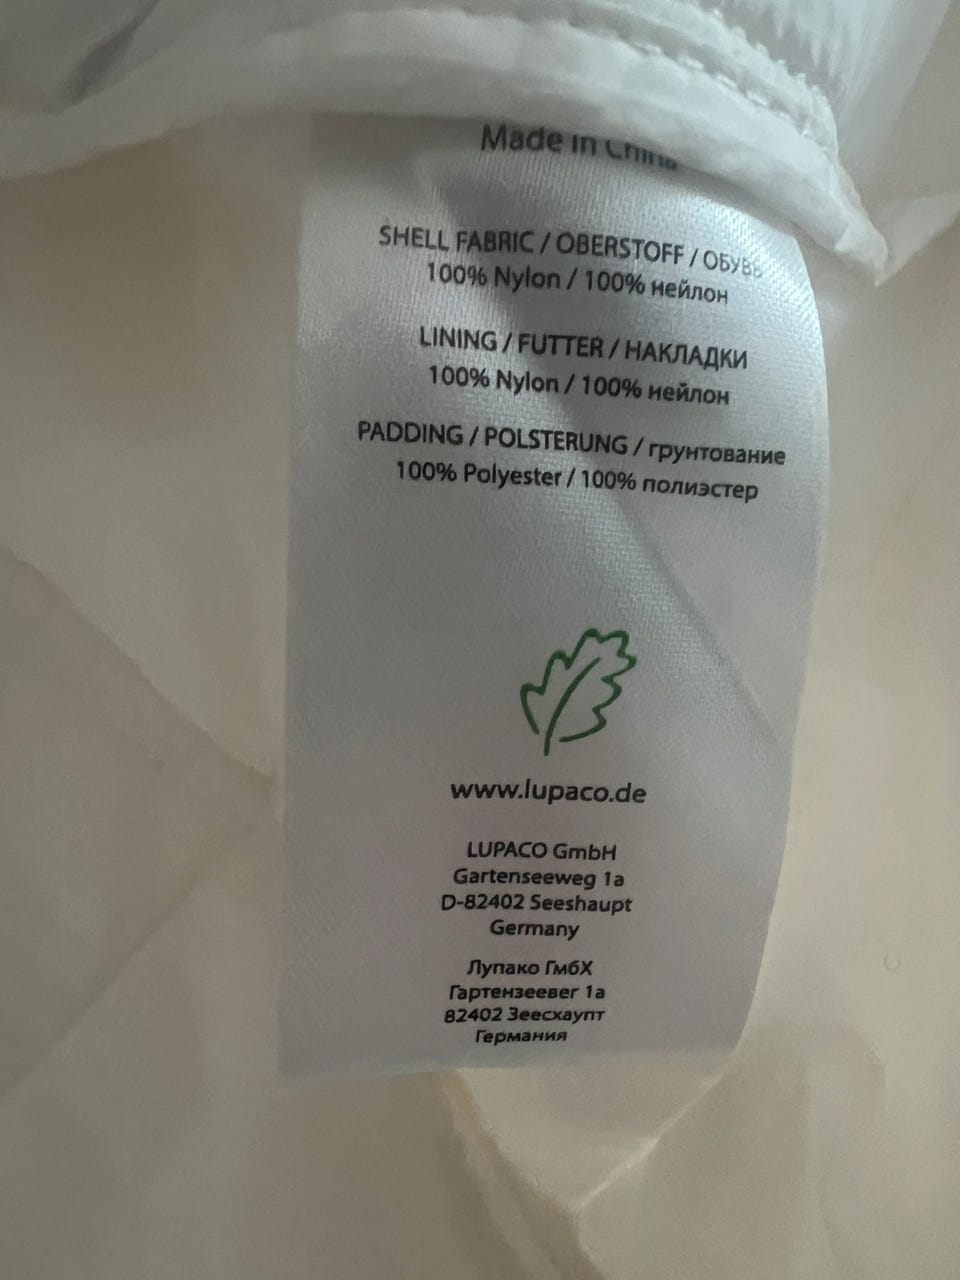 Made in China
SHELL FABRIC / OBERSTOFF / ОБУВЬ
100% Nylon / 100% нейлон
LINING / FUTTER / НАКЛАДКИ
100% Nylon / 100% нейлон
PADDING / POLSTERUNG / грунтование
100% Polyester / 100% полиэстер
www.lupaco.de
LUPACO GmbH
Gartenseeweg 1a
D-82402 Seeshaupt
Germany
Лупако ГмбХ
Гартензеевег 1а
82402 Зеесхаупт
Германия